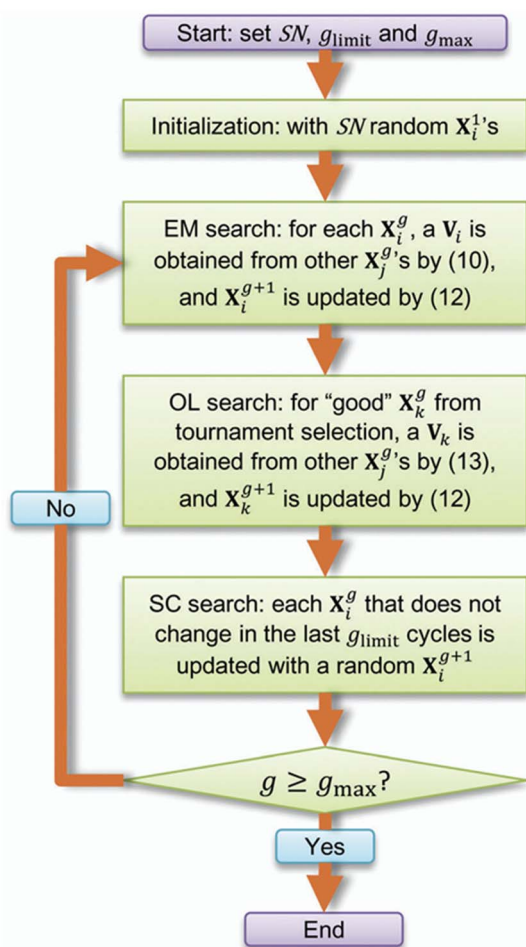 Start: set SN, g_limit and g_max
Initialization: with SN random 𝐗_i^1's
EM search: for each 𝐗_i^g, a 𝐕_i is
obtained from other 𝐗_j^g's by (10),
and 𝐗_i^{g+1} is updated by (12)
OL search: for “good” 𝐗_k^g from
tournament selection, a 𝐕_k is
obtained from other 𝐗_j^g's by (13),
and 𝐗_k^{g+1} is updated by (12)
No
SC search: each 𝐗_i^g that does not
change in the last g_limit cycles is
updated with a random 𝐗_i^{g+1}
g ≥ g_max?
Yes
End